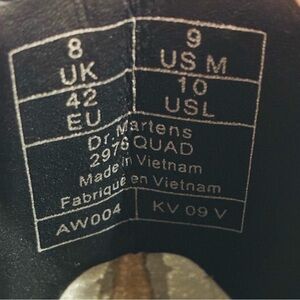 8 UK
9 US M
42 EU
10 USL
Dr. Martens
2976 QUAD
Made in Vietnam
Fabriqué en Vietnam
AW004
KV 09 V